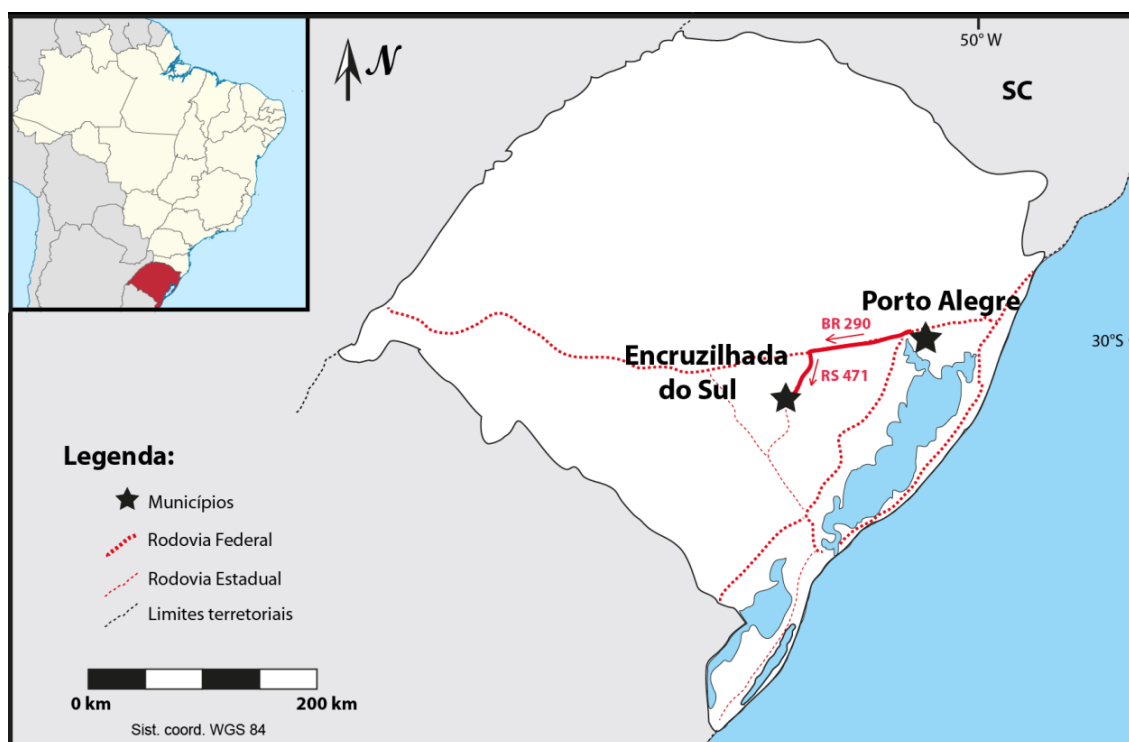 N
50° W
SC
Porto Alegre
BR 290
30°S
Encruzilhada
do Sul
RS 471
Legenda:
Municípios
Rodovia Federal
Rodovia Estadual
Limites terretoriais
0 km
200 km
Sist. coord. WGS 84